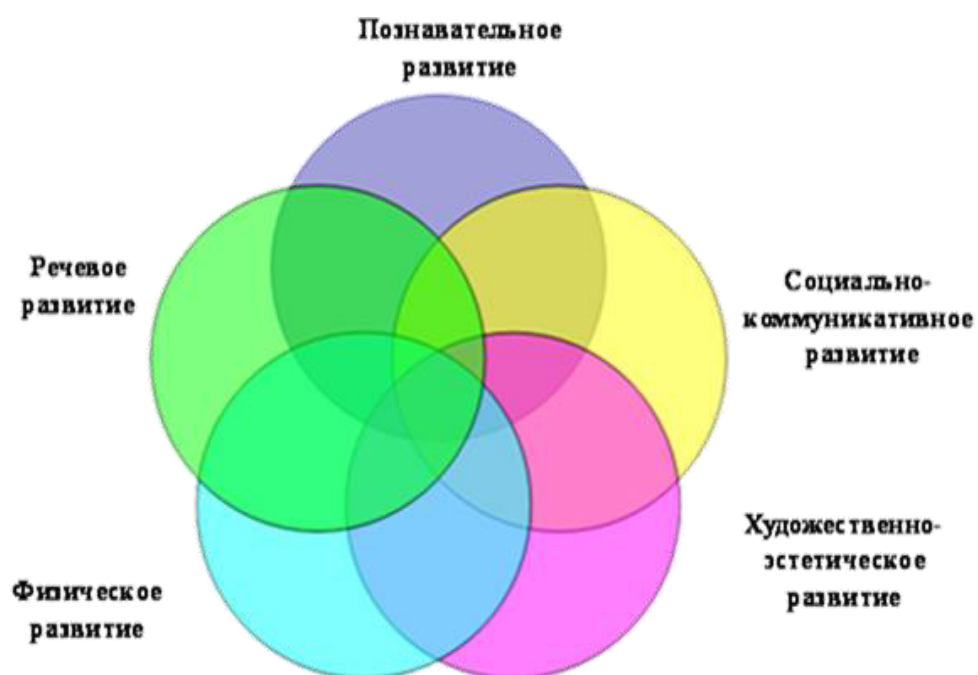 Познавательное
развитие
Речевое
развитие
Социально-
коммуникативное
развитие
Художественно-
эстетическое
развитие
Физическое
развитие